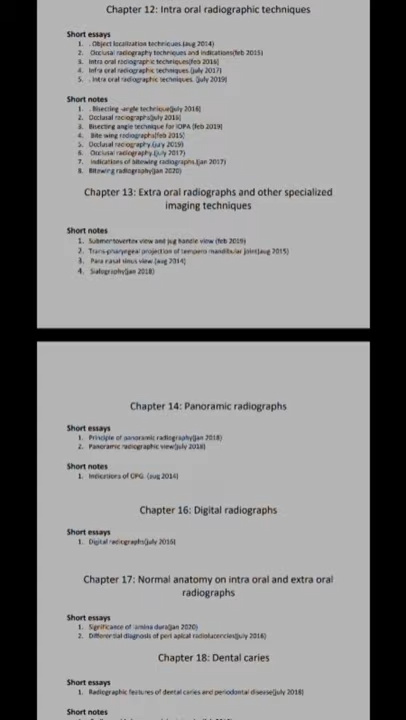 Chapter 12: Intra oral radiographic techniques
Short essays
1. . Object localization techniques.(aug 2014)
2. Occlusal radiography techniques and indications(feb 2015)
3. Intra oral radiographic techniques(feb 2016)
4. Intra oral radiographic techniques.(july 2017)
5. . Intra oral radiographic techniques. (july 2019)
Short notes
1. . Bisecting -angle technique(july 2016)
2. Occlusal radiographs(july 2015)
3. Bisecting angle technique for IOPA (feb 2019)
4. Bite wing radiographs(feb 2015)
5. Occlusal radiography.(july 2019)
6. Occlusal radiography.(july 2017)
7. Indications of bitewing radiographs.(jan 2017)
8. Bitewing radiography(jan 2020)
Chapter 13: Extra oral radiographs and other specialized
imaging techniques
Short notes
1. Submentovertex view and jug handle view (feb 2019)
2. Trans-pharyngeal projection of temporo mandibular joint(aug 2015)
3. Para nasal sinus view.(aug 2014)
4. Sialography(jan 2018)
Chapter 14: Panoramic radiographs
Short essays
1. Principle of panoramic radiography(jan 2018)
2. Panoramic radiographic view(july 2018)
Short notes
1. Indications of OPG. (aug 2014)
Chapter 16: Digital radiographs
Short essays
1. Digital radiographs(july 2015)
Chapter 17: Normal anatomy on intra oral and extra oral
radiographs
Short essays
1. Significance of lamina dura(jan 2020)
2. Differential diagnosis of peri apical radiolucencies(july 2016)
Chapter 18: Dental caries
Short essays
1. Radiographic features of dental caries and periodontal disease(july 2018)
Short notes